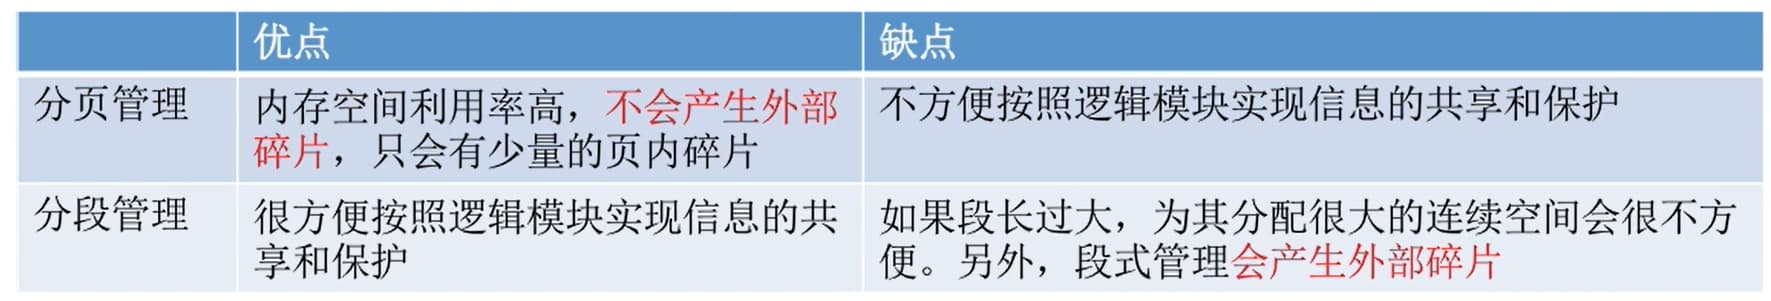 优点
缺点
分页管理
内存空间利用率高，不会产生外部
碎片，只会有少量的页内碎片
不方便按照逻辑模块实现信息的共享和保护
分段管理
很方便按照逻辑模块实现信息的共
享和保护
如果段长过大，为其分配很大的连续空间会很不方
便。另外，段式管理会产生外部碎片